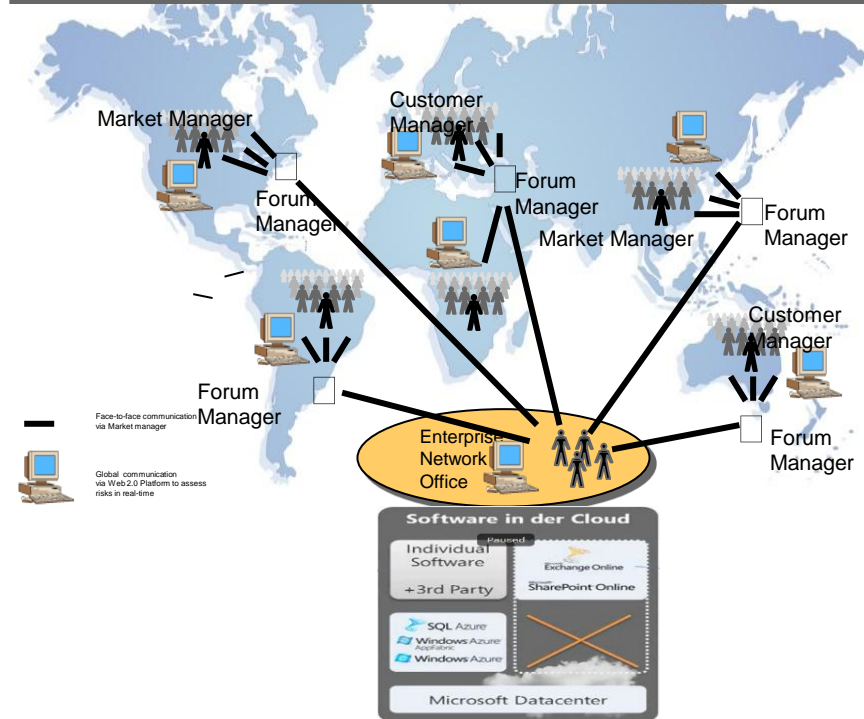 Market Manager
Customer
Manager
Forum
Manager
Forum
Manager
Market Manager
Forum
Manager
Customer
Manager
Forum
Manager
Forum
Manager
Face-to-face communication
via Market manager
Global communication
via Web 2.0 Platform to assess
risks in real-time
Enterprise
Network
Office
Software in der Cloud
Paused
Individual
Software
+3rd Party
Exchange Online
SharePoint Online
SQL Azure
Windows Azure
AppFabric
Windows Azure
Microsoft Datacenter